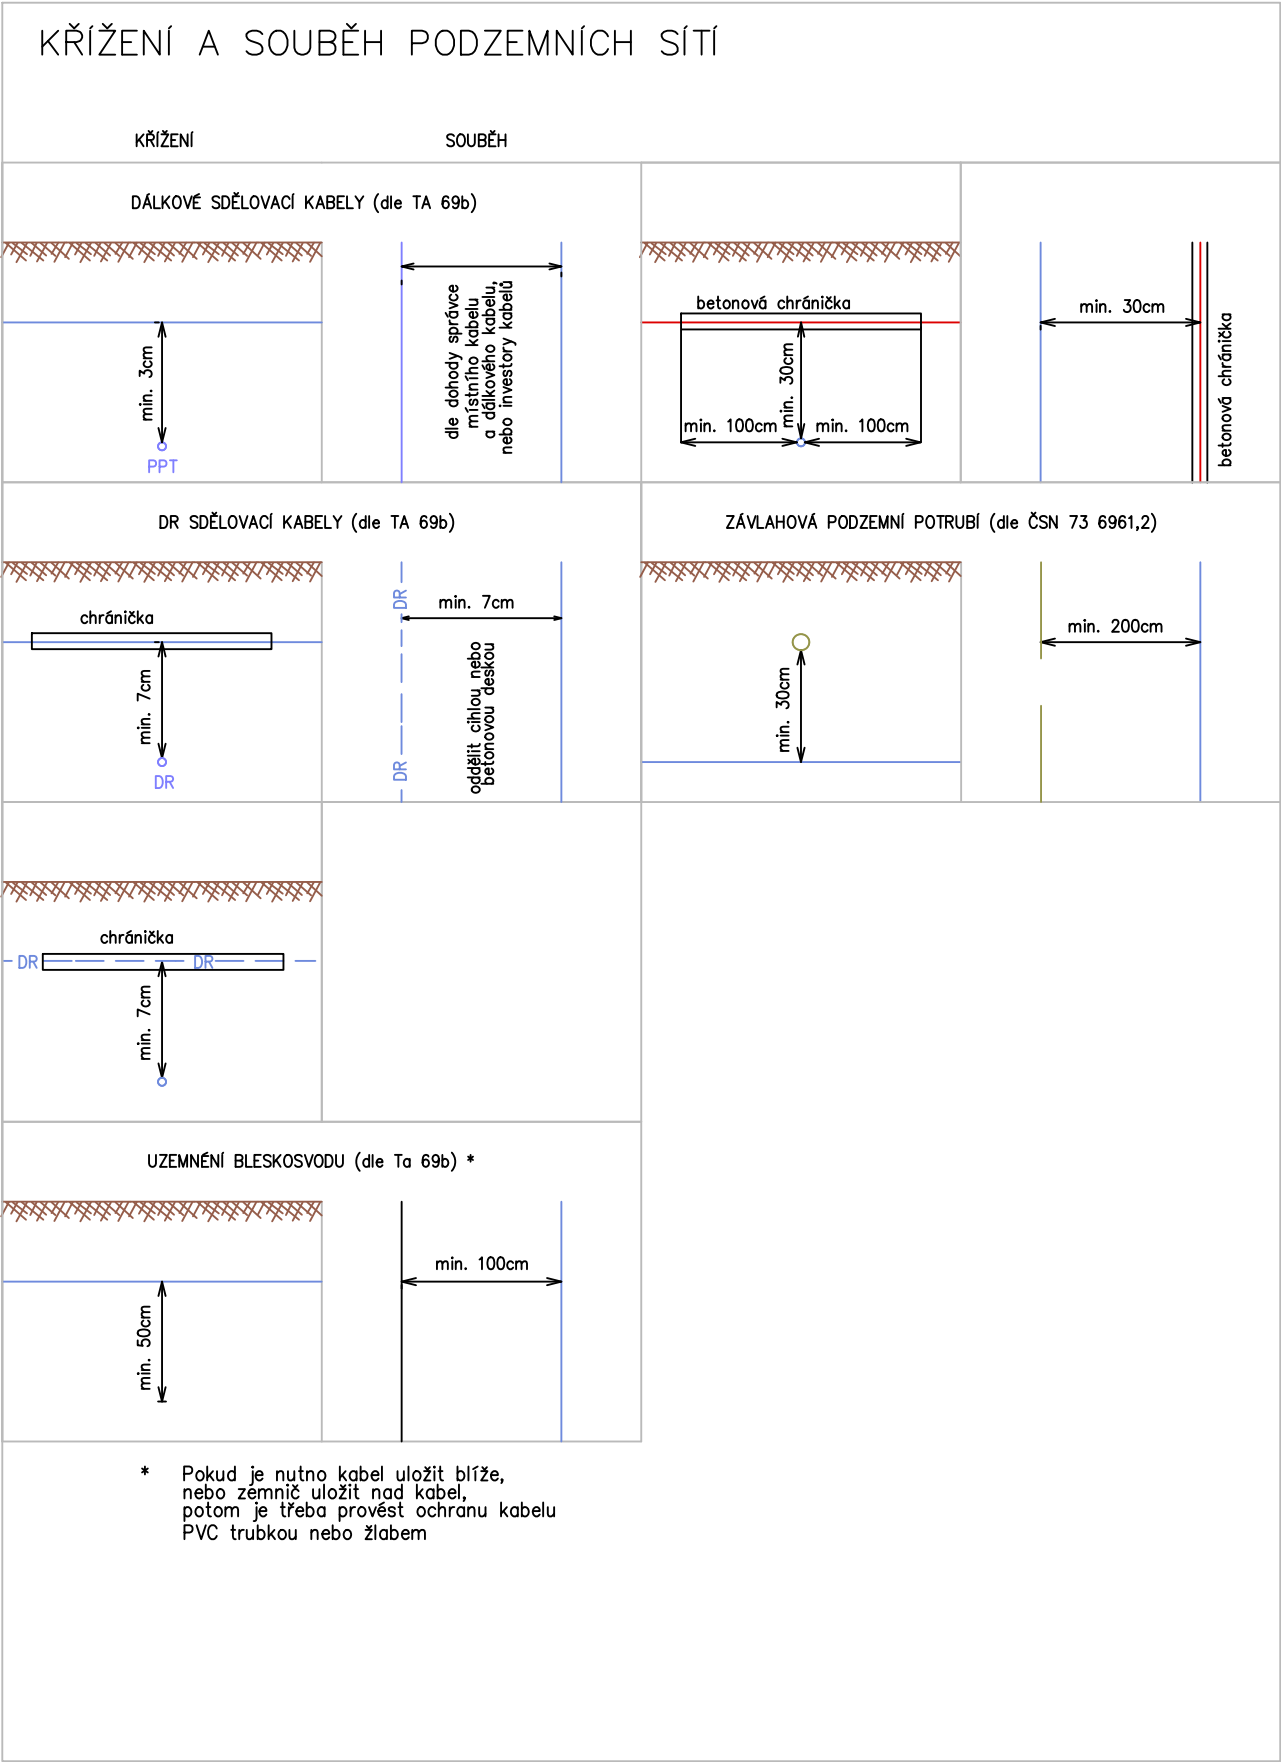 KŘÍŽENÍ A SOUBĚH PODZEMNÍCH SÍTÍ
KŘÍŽENÍ
SOUBĚH
DÁLKOVÉ SDĚLOVACÍ KABELY (dle TA 69b)
min. 3cm
PPT
dle dohody správce
místního kabelu
a dálkového kabelu,
nebo investory kabelů
betonová chránička
min. 30cm
min. 100cm
min. 100cm
min. 30cm
betonová chránička
DR SDĚLOVACÍ KABELY (dle TA 69b)
chránička
min. 7cm
DR
DR
min. 7cm
oddělit cihlou nebo
betonovou deskou
DR
ZÁVLAHOVÁ PODZEMNÍ POTRUBÍ (dle ČSN 73 6961,2)
min. 30cm
min. 200cm
chránička
DR
DR
min. 7cm
UZEMNÉNÍ BLESKOSVODU (dle Ta 69b) *
min. 50cm
min. 100cm
* Pokud je nutno kabel uložit blíže,
nebo zemnič uložit nad kabel,
potom je třeba provést ochranu kabelu
PVC trubkou nebo žlabem